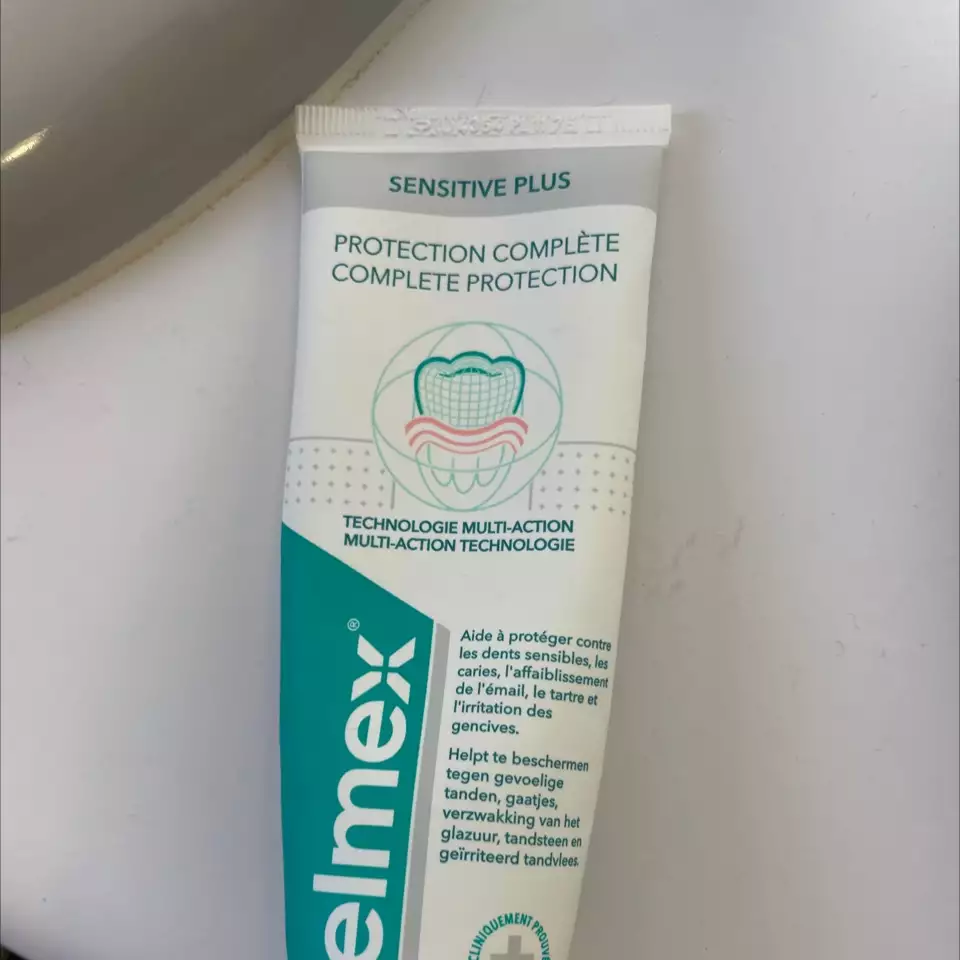 SENSITIVE PLUS
PROTECTION COMPLÈTE
COMPLETE PROTECTION
TECHNOLOGIE MULTI-ACTION
MULTI-ACTION TECHNOLOGIE
elmex®
Aide à protéger contre
les dents sensibles, les
caries, l'affaiblissement
de l'émail, le tartre et
l'irritation des
gencives.
Helpt te beschermen
tegen gevoelige
tanden, gaatjes,
verzwakking van het
glazuur, tandsteen en
geïrriteerd tandvlees.
CLINIQUEMENT PROUVÉ